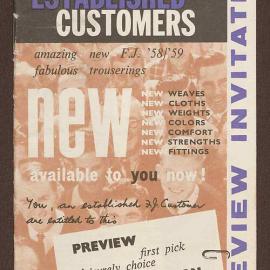 ESTABLISHED
CUSTOMERS
amazing new F.J. '58/'59
fabulous trouserings
new
NEW WEAVES
NEW CLOTHS
NEW WEIGHTS
NEW COLORS
NEW COMFORT
NEW STRENGTHS
NEW FITTINGS
available to you now!
You, an established FJ Customer
are entitled to this
PREVIEW
first pick
choice